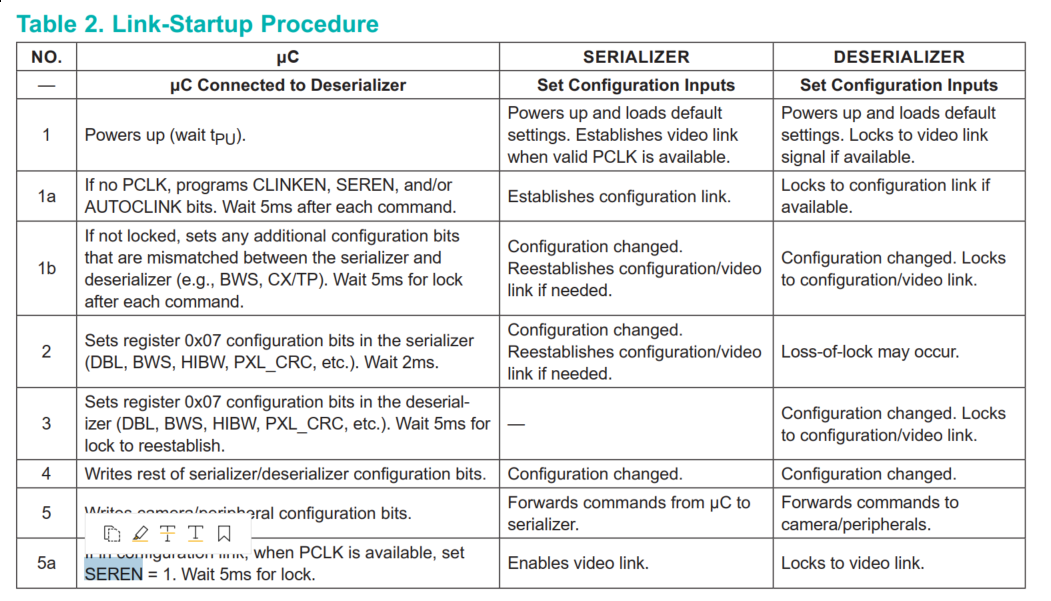 Table 2. Link-Startup Procedure
NO. µC SERIALIZER DESERIALIZER
— µC Connected to Deserializer Set Configuration Inputs Set Configuration Inputs
1
Powers up (wait tPU).
Powers up and loads default
settings. Establishes video link
when valid PCLK is available.
Powers up and loads default
settings. Locks to video link
signal if available.
1a
If no PCLK, programs CLINKEN, SEREN, and/or
AUTOCLINK bits. Wait 5ms after each command.
Establishes configuration link.
Locks to configuration link if
available.
1b
If not locked, sets any additional configuration bits
that are mismatched between the serializer and
deserializer (e.g., BWS, CX/TP). Wait 5ms for lock
after each command.
Configuration changed.
Reestablishes configuration/video
link if needed.
Configuration changed. Locks
to configuration/video link.
2
Sets register 0x07 configuration bits in the serializer
(DBL, BWS, HIBW, PXL_CRC, etc.). Wait 2ms.
Configuration changed.
Reestablishes configuration/video
link if needed.
Loss-of-lock may occur.
3
Sets register 0x07 configuration bits in the deserial-
izer (DBL, BWS, HIBW, PXL_CRC, etc.). Wait 5ms for
lock to reestablish.
—
Configuration changed. Locks
to configuration/video link.
4
Writes rest of serializer/deserializer configuration bits.
Configuration changed.
Configuration changed.
5
Writes camera/peripheral configuration bits.
Forwards commands from µC to
serializer.
Forwards commands to
camera/peripherals.
5a
If in configuration link, when PCLK is available, set
SEREN = 1. Wait 5ms for lock.
Enables video link.
Locks to video link.